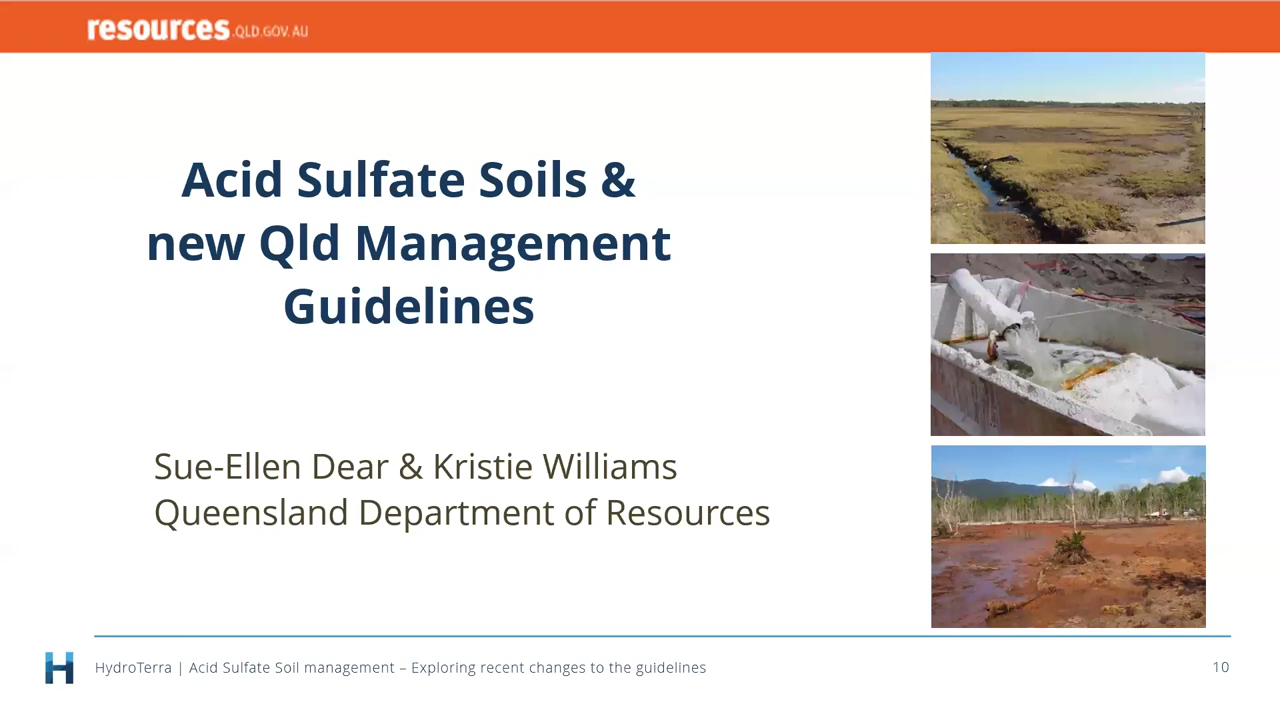 resources.QLD.GOV.AU
Acid Sulfate Soils &
new Qld Management
Guidelines
Sue-Ellen Dear & Kristie Williams
Queensland Department of Resources
HydroTerra | Acid Sulfate Soil management – Exploring recent changes to the guidelines
10